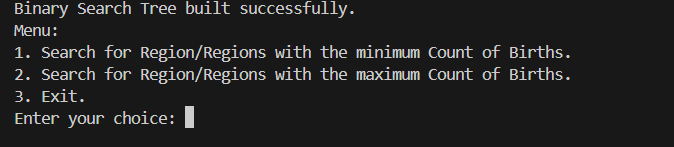 Binary Search Tree built successfully.
Menu:
1. Search for Region/Regions with the minimum Count of Births.
2. Search for Region/Regions with the maximum Count of Births.
3. Exit.
Enter your choice: